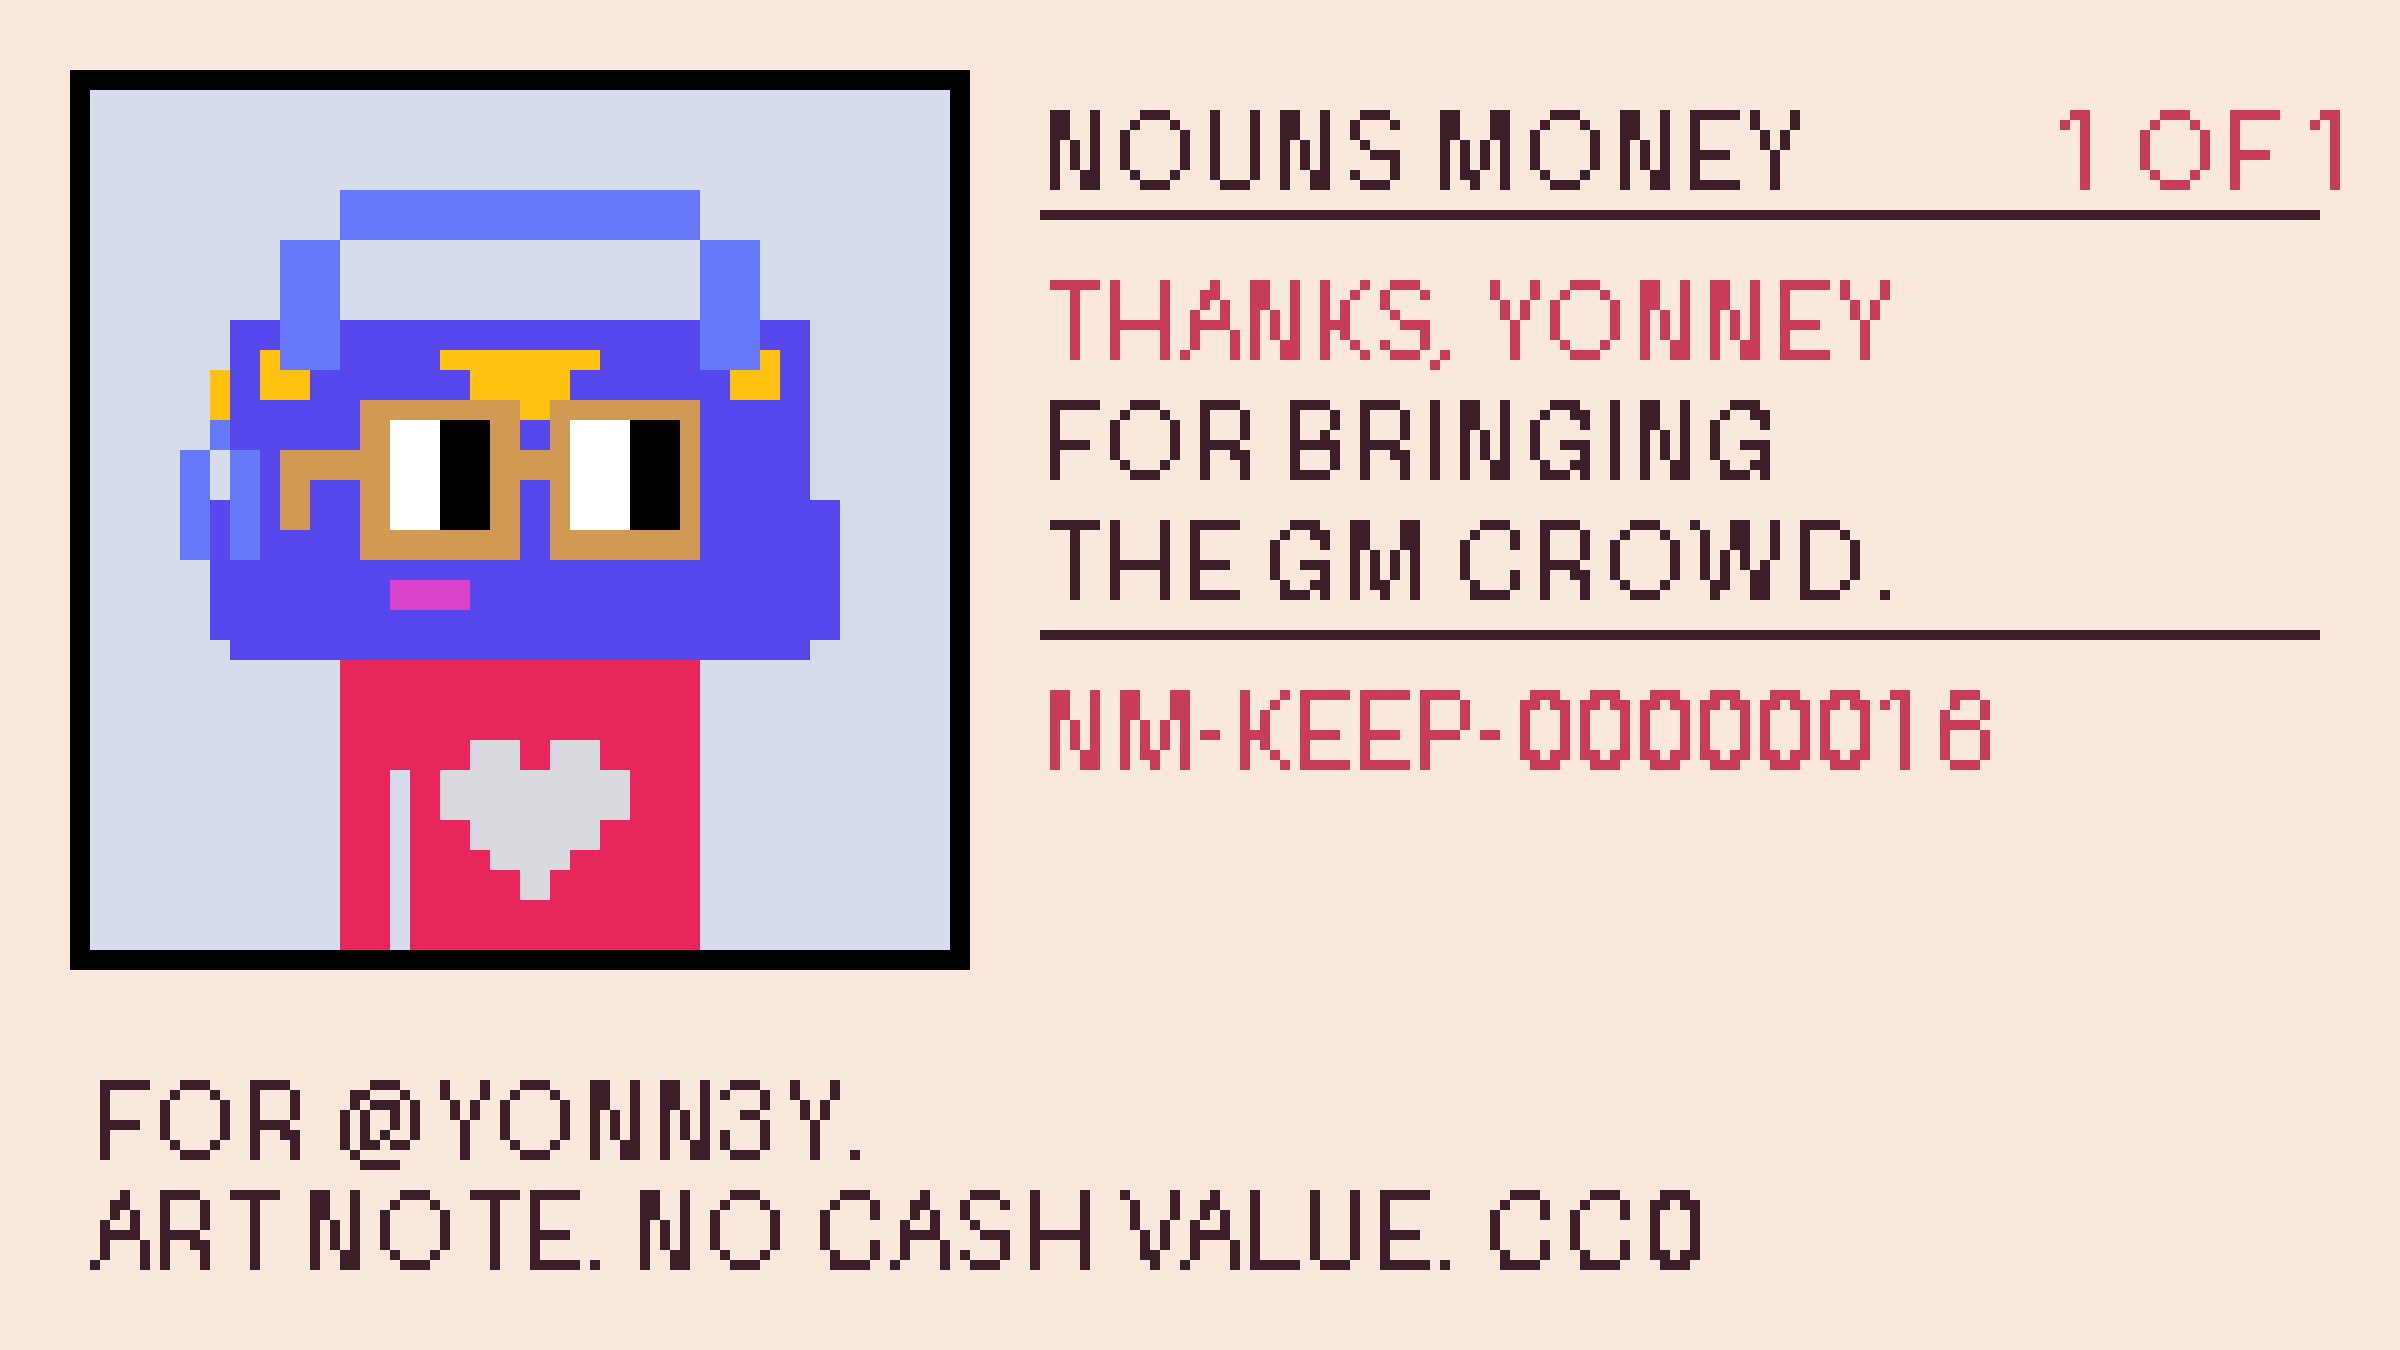 NOUNS MONEY 1 OF 1
THANKS, YONNEY
FOR BRINGING
THE GM CROWD.
NM-KEEP-00000018
FOR @YONN3Y.
ART NOTE. NO CASH VALUE. CC0